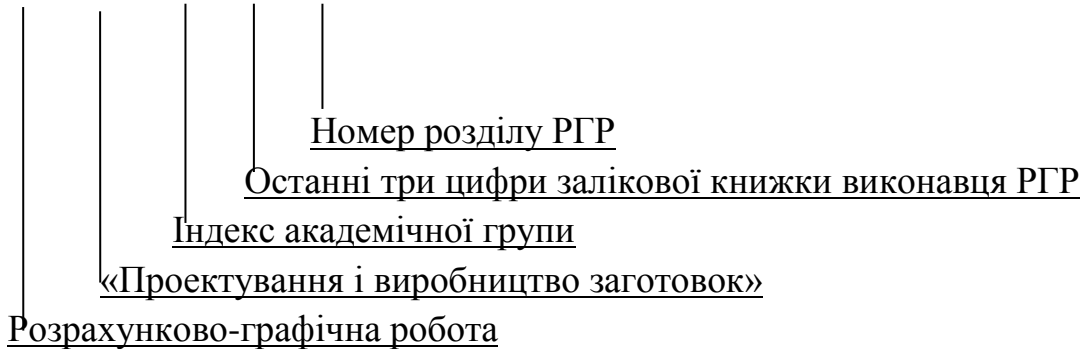 Номер розділу РГР
Останні три цифри залікової книжки виконавця РГР
Індекс академічної групи
«Проектування і виробництво заготовок»
Розрахунково-графічна робота